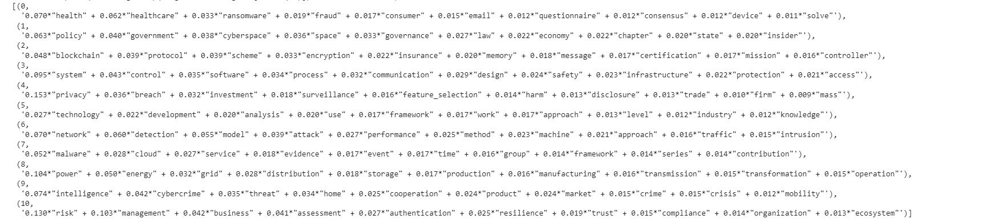 [(0,
'0.070*"health" + 0.062*"healthcare" + 0.033*"ransomware" + 0.019*"fraud" + 0.017*"consumer" + 0.015*"email" + 0.012*"questionnaire" + 0.012*"consensus" + 0.012*"device" + 0.011*"solve"'),
(1,
'0.063*"policy" + 0.040*"government" + 0.038*"cyberspace" + 0.036*"space" + 0.033*"governance" + 0.027*"law" + 0.022*"economy" + 0.022*"chapter" + 0.020*"state" + 0.020*"insider"'),
(2,
'0.048*"blockchain" + 0.039*"protocol" + 0.039*"scheme" + 0.033*"encryption" + 0.022*"insurance" + 0.020*"memory" + 0.018*"message" + 0.017*"certification" + 0.017*"mission" + 0.016*"controller"'),
(3,
'0.095*"system" + 0.043*"control" + 0.035*"software" + 0.034*"process" + 0.032*"communication" + 0.029*"design" + 0.024*"safety" + 0.023*"infrastructure" + 0.022*"protection" + 0.021*"access"'),
(4,
'0.153*"privacy" + 0.036*"breach" + 0.032*"investment" + 0.018*"surveillance" + 0.016*"feature_selection" + 0.014*"harm" + 0.013*"disclosure" + 0.013*"trade" + 0.010*"firm" + 0.009*"mass"'),
(5,
'0.027*"technology" + 0.022*"development" + 0.020*"analysis" + 0.020*"use" + 0.017*"framework" + 0.017*"work" + 0.017*"approach" + 0.013*"level" + 0.012*"industry" + 0.012*"knowledge"'),
(6,
'0.070*"network" + 0.060*"detection" + 0.055*"model" + 0.039*"attack" + 0.027*"performance" + 0.025*"method" + 0.023*"machine" + 0.021*"approach" + 0.016*"traffic" + 0.015*"intrusion"'),
(7,
'0.052*"malware" + 0.028*"cloud" + 0.027*"service" + 0.018*"evidence" + 0.017*"event" + 0.017*"time" + 0.016*"group" + 0.014*"framework" + 0.014*"series" + 0.014*"contribution"'),
(8,
'0.104*"power" + 0.050*"energy" + 0.032*"grid" + 0.028*"distribution" + 0.018*"storage" + 0.017*"production" + 0.016*"manufacturing" + 0.016*"transmission" + 0.015*"transformation" + 0.015*"operation"'),
(9,
'0.074*"intelligence" + 0.042*"cybercrime" + 0.035*"threat" + 0.034*"home" + 0.025*"cooperation" + 0.024*"product" + 0.024*"market" + 0.015*"crime" + 0.015*"crisis" + 0.012*"mobility"'),
(10,
'0.130*"risk" + 0.103*"management" + 0.042*"business" + 0.041*"assessment" + 0.027*"authentication" + 0.025*"resilience" + 0.019*"trust" + 0.015*"compliance" + 0.014*"organization" + 0.013*"ecosystem"')]